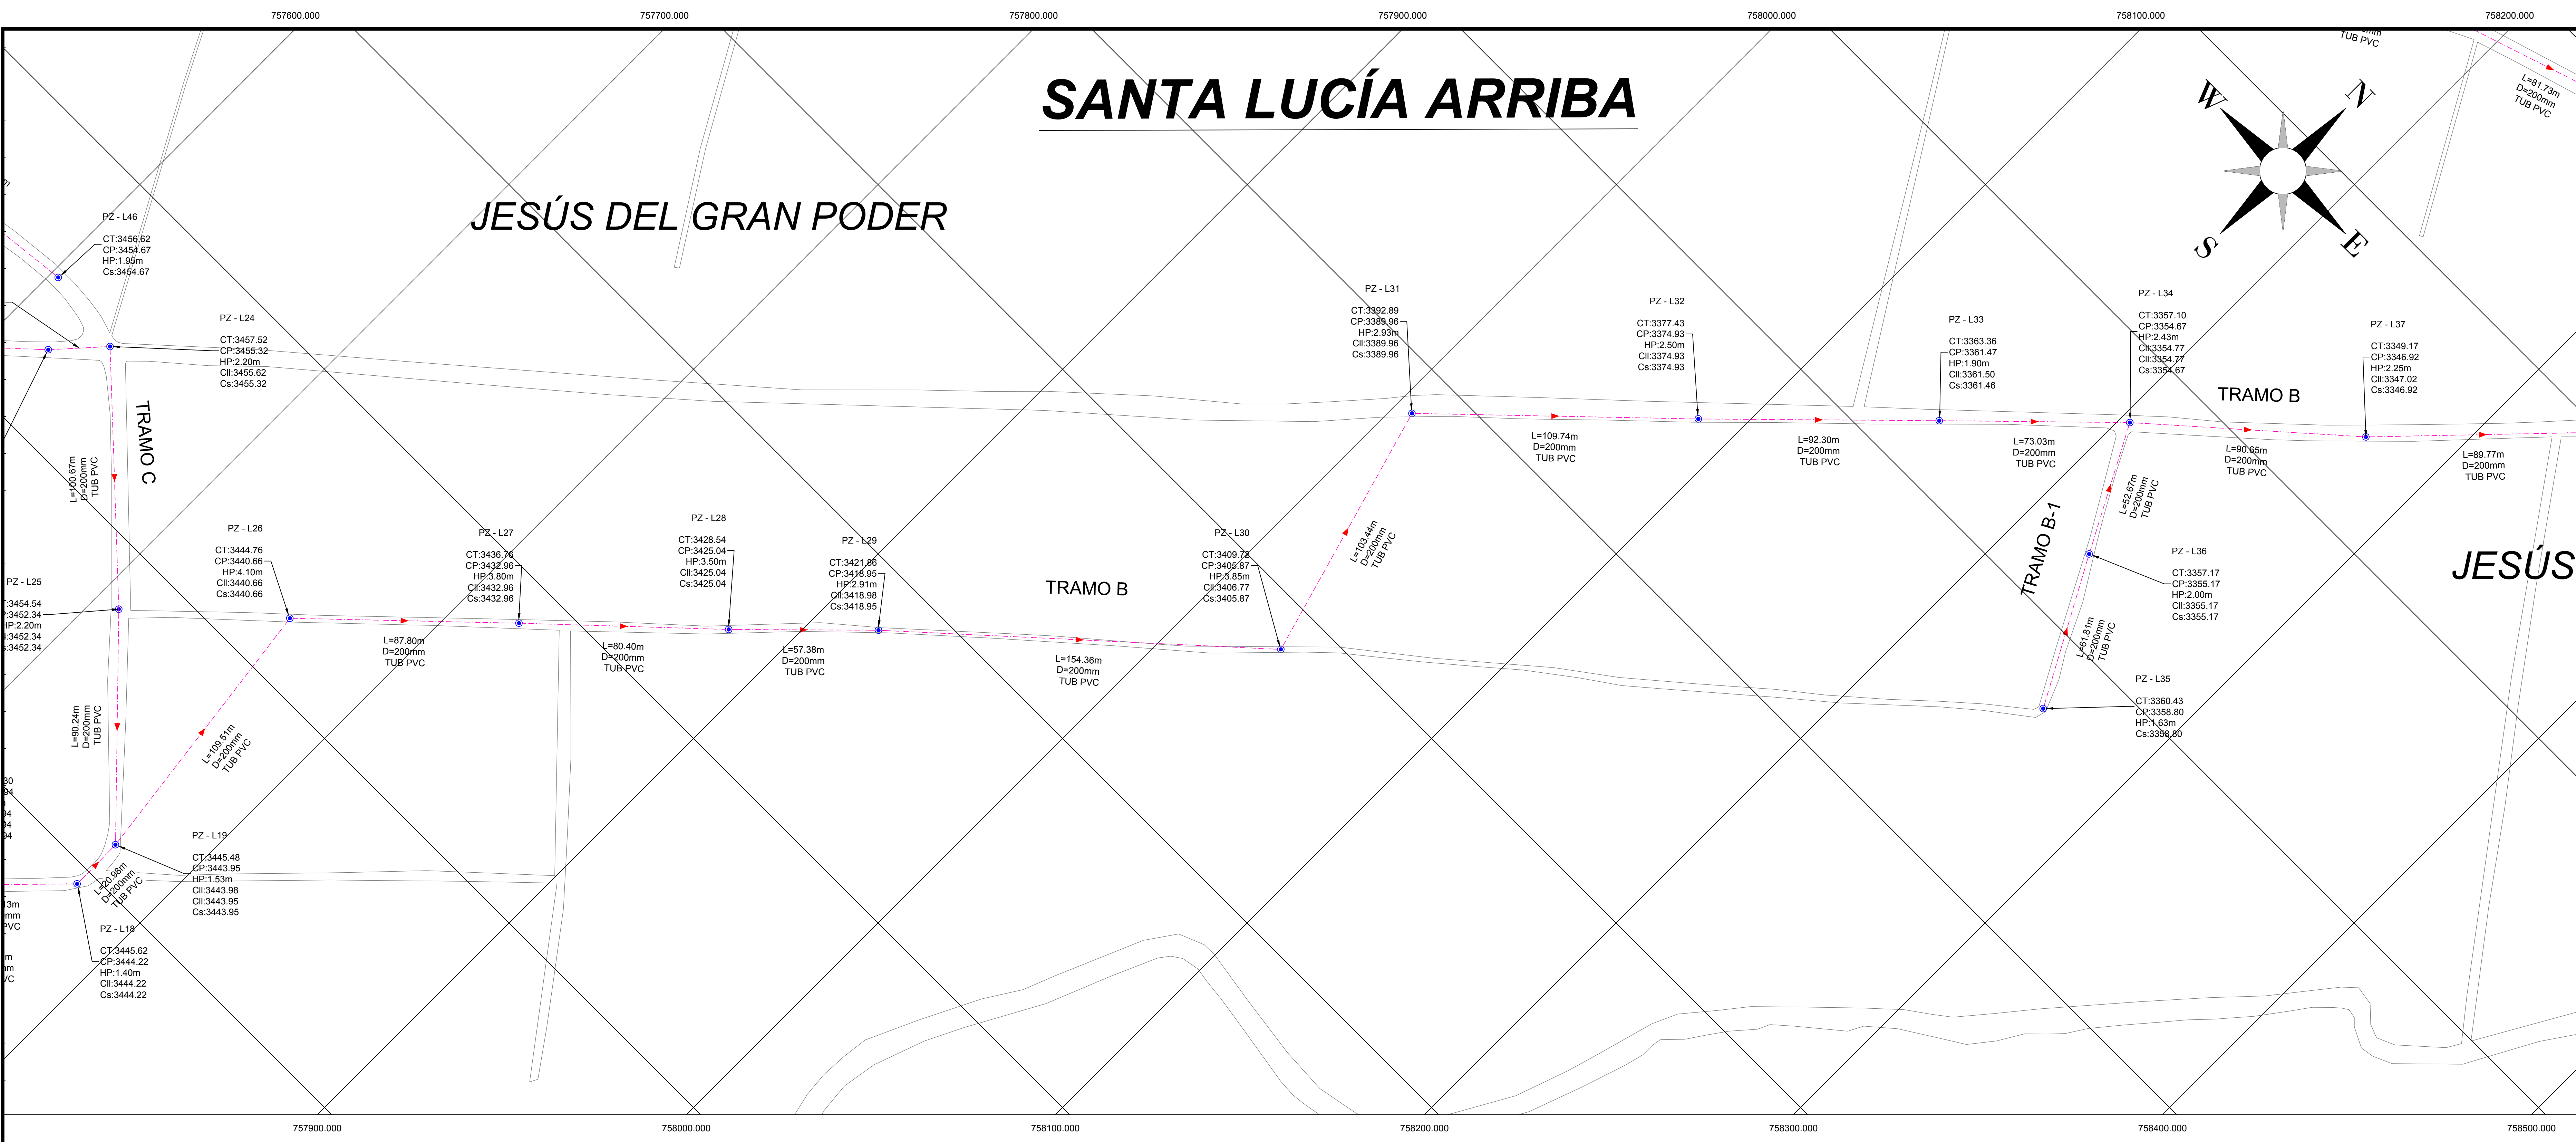 757600.000
757700.000
757800.000
757900.000
758000.000
758100.000
758200.000
SANTA LUCÍA ARRIBA
JESÚS DEL GRAN PODER
TUB PVC
L=81.73m
D=200mm
TUB PVC
W
N
S
E
PZ - L46
CT:3456.62
CP:3454.67
HP:1.95m
Cs:3454.67
PZ - L24
CT:3457.52
CP:3455.32
HP:2.20m
Cll:3455.62
Cs:3455.32
PZ - L31
CT:3392.89
CP:3389.96
HP:2.93m
Cll:3389.96
Cs:3389.96
PZ - L32
CT:3377.43
CP:3374.93
HP:2.50m
Cll:3374.93
Cs:3374.93
PZ - L33
CT:3363.36
CP:3361.47
HP:1.90m
Cll:3361.50
Cs:3361.46
PZ - L34
CT:3357.10
CP:3354.67
HP:2.43m
Cll:3354.77
Cll:3354.77
Cs:3354.67
PZ - L37
CT:3349.17
CP:3346.92
HP:2.25m
Cll:3347.02
Cs:3346.92
TRAMO B
TRAMO C
L=100.67m
D=200mm
TUB PVC
L=109.74m
D=200mm
TUB PVC
L=92.30m
D=200mm
TUB PVC
L=73.03m
D=200mm
TUB PVC
L=90.65m
D=200mm
TUB PVC
L=89.77m
D=200mm
TUB PVC
L=52.67m
D=200mm
TUB PVC
PZ - L26
CT:3444.76
CP:3440.66
HP:4.10m
Cll:3440.66
Cs:3440.66
PZ - L27
CT:3436.76
CP:3432.96
HP:3.80m
Cll:3432.96
Cs:3432.96
PZ - L28
CT:3428.54
CP:3425.04
HP:3.50m
Cll:3425.04
Cs:3425.04
PZ - L29
CT:3421.86
CP:3418.95
HP:2.91m
Cll:3418.98
Cs:3418.95
PZ - L30
CT:3409.72
CP:3405.87
HP:3.85m
Cll:3406.77
Cs:3405.87
L=103.44m
D=200mm
TUB PVC
TRAMO B
TRAMO B-1
PZ - L36
CT:3357.17
CP:3355.17
HP:2.00m
Cll:3355.17
Cs:3355.17
JESÚS
PZ - L25
:3454.54
:3452.34
HP:2.20m
:3452.34
:3452.34
L=87.80m
D=200mm
TUB PVC
L=80.40m
D=200mm
TUB PVC
L=57.38m
D=200mm
TUB PVC
L=154.36m
D=200mm
TUB PVC
L=61.81m
D=200mm
TUB PVC
PZ - L35
CT:3360.43
CP:3358.80
HP:1.63m
Cs:3358.80
L=90.24m
D=200mm
TUB PVC
L=109.51m
D=200mm
TUB PVC
30
94
94
94
94
PZ - L19
CT:3445.48
CP:3443.95
HP:1.53m
Cll:3443.98
Cll:3443.95
Cs:3443.95
L=20.98m
D=200mm
TUB PVC
13m
mm
PVC
PZ - L18
CT:3445.62
CP:3444.22
HP:1.40m
Cll:3444.22
Cs:3444.22
757900.000
758000.000
758100.000
758200.000
758300.000
758400.000
758500.000